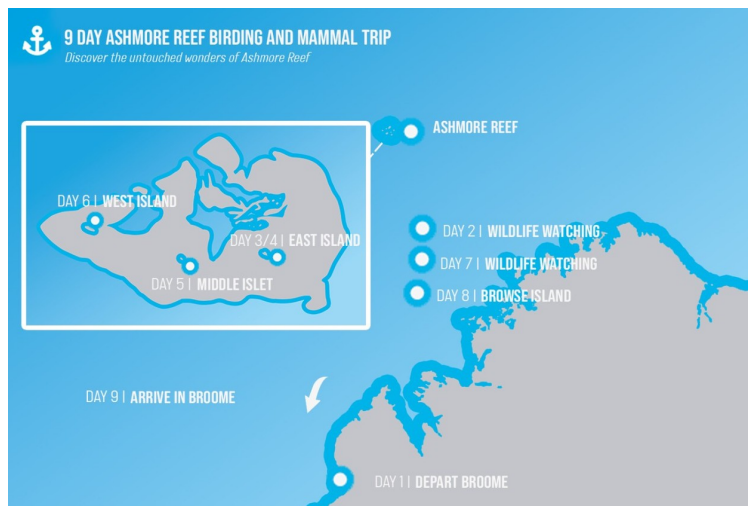 9 DAY ASHMORE REEF BIRDING AND MAMMAL TRIP
Discover the untouched wonders of Ashmore Reef
ASHMORE REEF
DAY 6 | WEST ISLAND
DAY 3/4 | EAST ISLAND
DAY 5 | MIDDLE ISLET
DAY 2 | WILDLIFE WATCHING
DAY 7 | WILDLIFE WATCHING
DAY 8 | BROWSE ISLAND
DAY 9 | ARRIVE IN BROOME
DAY 1 | DEPART BROOME